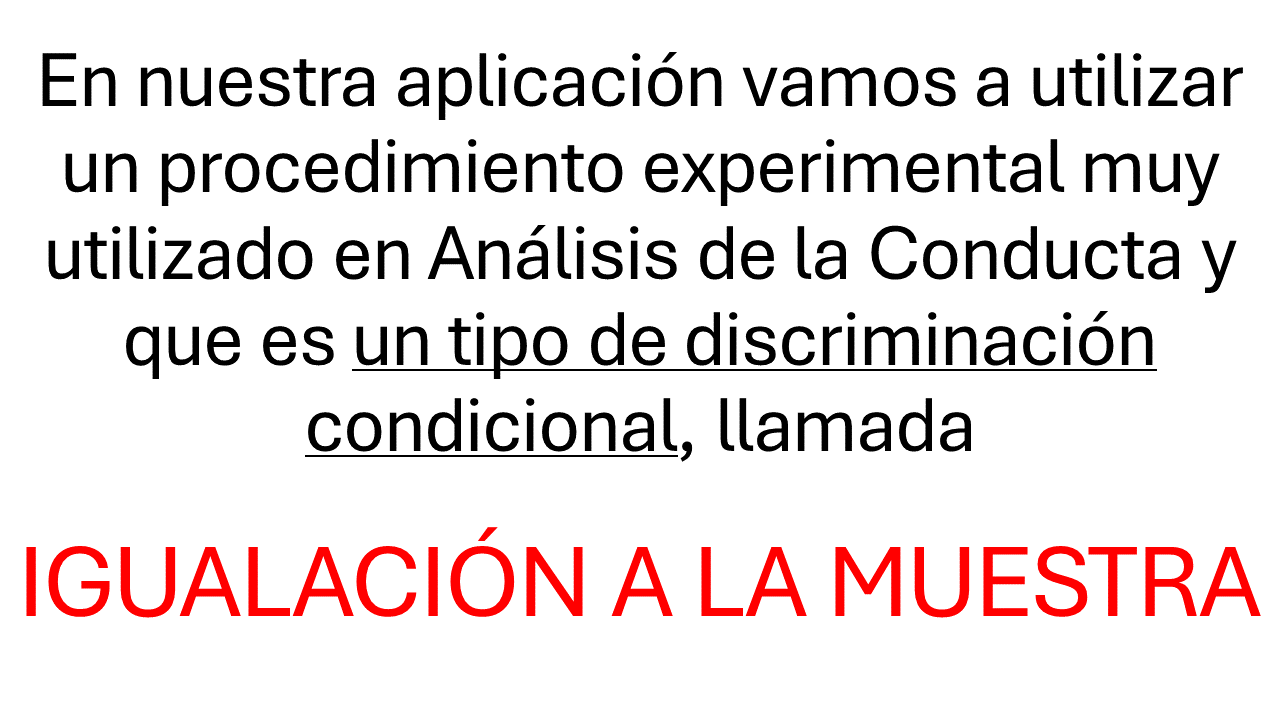 En nuestra aplicación vamos a utilizar
un procedimiento experimental muy
utilizado en Análisis de la Conducta y
que es un tipo de discriminación
condicional, llamada
IGUALACIÓN A LA MUESTRA